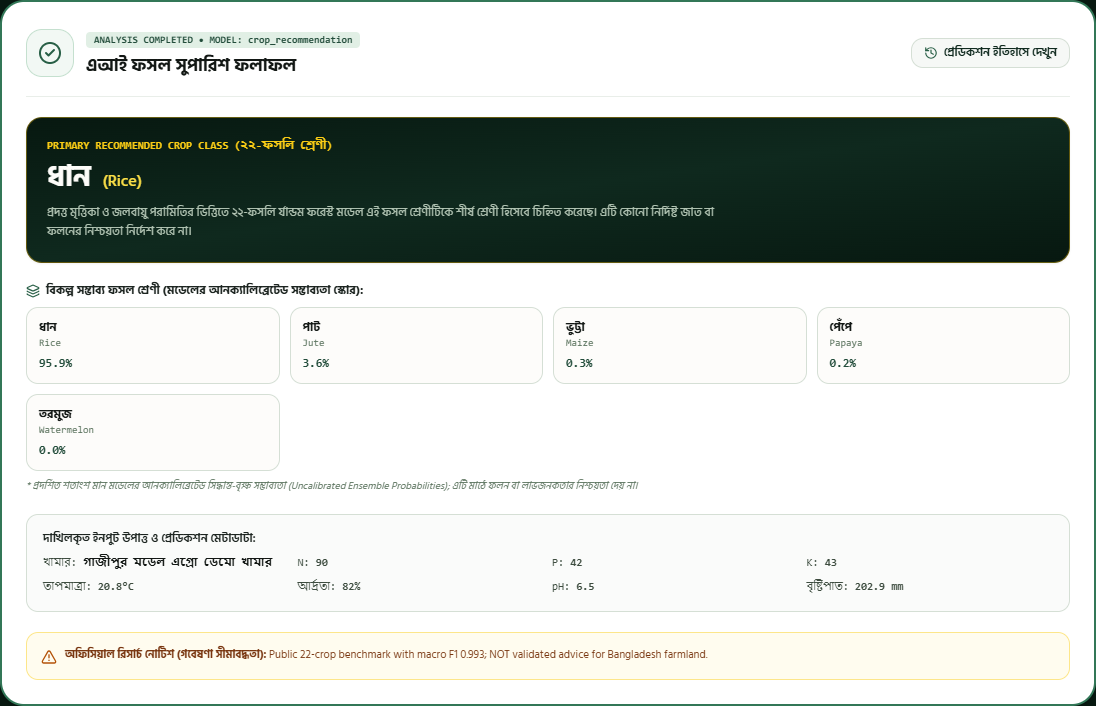 ANALYSIS COMPLETED • MODEL: crop_recommendation
এআই ফসল সুপারিশ ফলাফল
প্রেডিকশন ইতিহাসে দেখুন
PRIMARY RECOMMENDED CROP CLASS (২২-ফসলি শ্রেণী)
ধান (Rice)
প্রদত্ত মৃত্তিকা ও জলবায়ু পরামিতির ভিত্তিতে ২২-ফসলি র‍্যান্ডম ফরেস্ট মডেল এই ফসল শ্রেণীটিকে শীর্ষ শ্রেণী হিসেবে চিহ্নিত করেছে। এটি কোনো নির্দিষ্ট জাত বা
ফলনের নিশ্চয়তা নির্দেশ করে না।
বিকল্প সম্ভাব্য ফসল শ্রেণী (মডেলের আনক্যালিব্রেটেড সম্ভাব্যতা স্কোর):
ধান
Rice
95.9%
পাট
Jute
3.6%
ভুট্টা
Maize
0.3%
পেঁপে
Papaya
0.2%
তরমুজ
Watermelon
0.0%
* প্রদর্শিত শতাংশ মান মডেলের আনক্যালিব্রেটেড সিদ্ধান্ত-বৃক্ষ সম্ভাব্যতা (Uncalibrated Ensemble Probabilities); এটি মাঠে ফলন বা লাভজনকতার নিশ্চয়তা দেয় না।
দাখিলকৃত ইনপুট উপাত্ত ও প্রেডিকশন মেটাডাটা:
খামার: গাজীপুর মডেল এগ্রো ডেমো খামার N: 90 P: 42 K: 43
তাপমাত্রা: 20.8°C আর্দ্রতা: 82% pH: 6.5 বৃষ্টিপাত: 202.9 mm
অফিসিয়াল রিসার্চ নোটিশ (গবেষণা সীমাবদ্ধতা): Public 22-crop benchmark with macro F1 0.993; NOT validated advice for Bangladesh farmland.